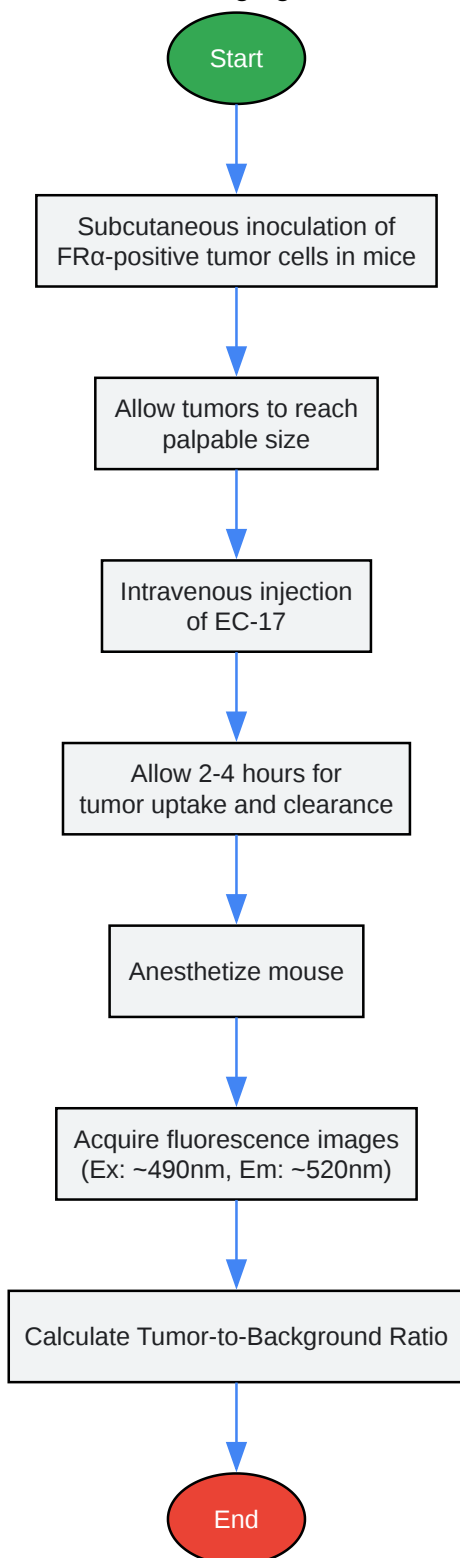 Start
Subcutaneous inoculation of
FRα-positive tumor cells in mice
Allow tumors to reach
palpable size
Intravenous injection
of EC-17
Allow 2-4 hours for
tumor uptake and clearance
Anesthetize mouse
Acquire fluorescence images
(Ex: ~490nm, Em: ~520nm)
Calculate Tumor-to-Background Ratio
End